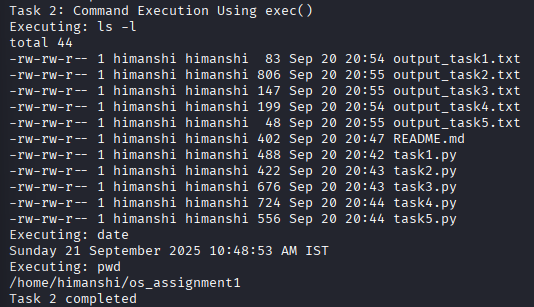 Task 2: Command Execution Using exec()
Executing: ls -l
total 44
-rw-rw-r-- 1 himanshi himanshi  83 Sep 20 20:54 output_task1.txt
-rw-rw-r-- 1 himanshi himanshi 806 Sep 20 20:55 output_task2.txt
-rw-rw-r-- 1 himanshi himanshi 147 Sep 20 20:55 output_task3.txt
-rw-rw-r-- 1 himanshi himanshi 199 Sep 20 20:54 output_task4.txt
-rw-rw-r-- 1 himanshi himanshi  48 Sep 20 20:55 output_task5.txt
-rw-rw-r-- 1 himanshi himanshi 402 Sep 20 20:47 README.md
-rw-rw-r-- 1 himanshi himanshi 488 Sep 20 20:42 task1.py
-rw-rw-r-- 1 himanshi himanshi 422 Sep 20 20:43 task2.py
-rw-rw-r-- 1 himanshi himanshi 676 Sep 20 20:43 task3.py
-rw-rw-r-- 1 himanshi himanshi 724 Sep 20 20:44 task4.py
-rw-rw-r-- 1 himanshi himanshi 556 Sep 20 20:44 task5.py
Executing: date
Sunday 21 September 2025 10:48:53 AM IST
Executing: pwd
/home/himanshi/os_assignment1
Task 2 completed